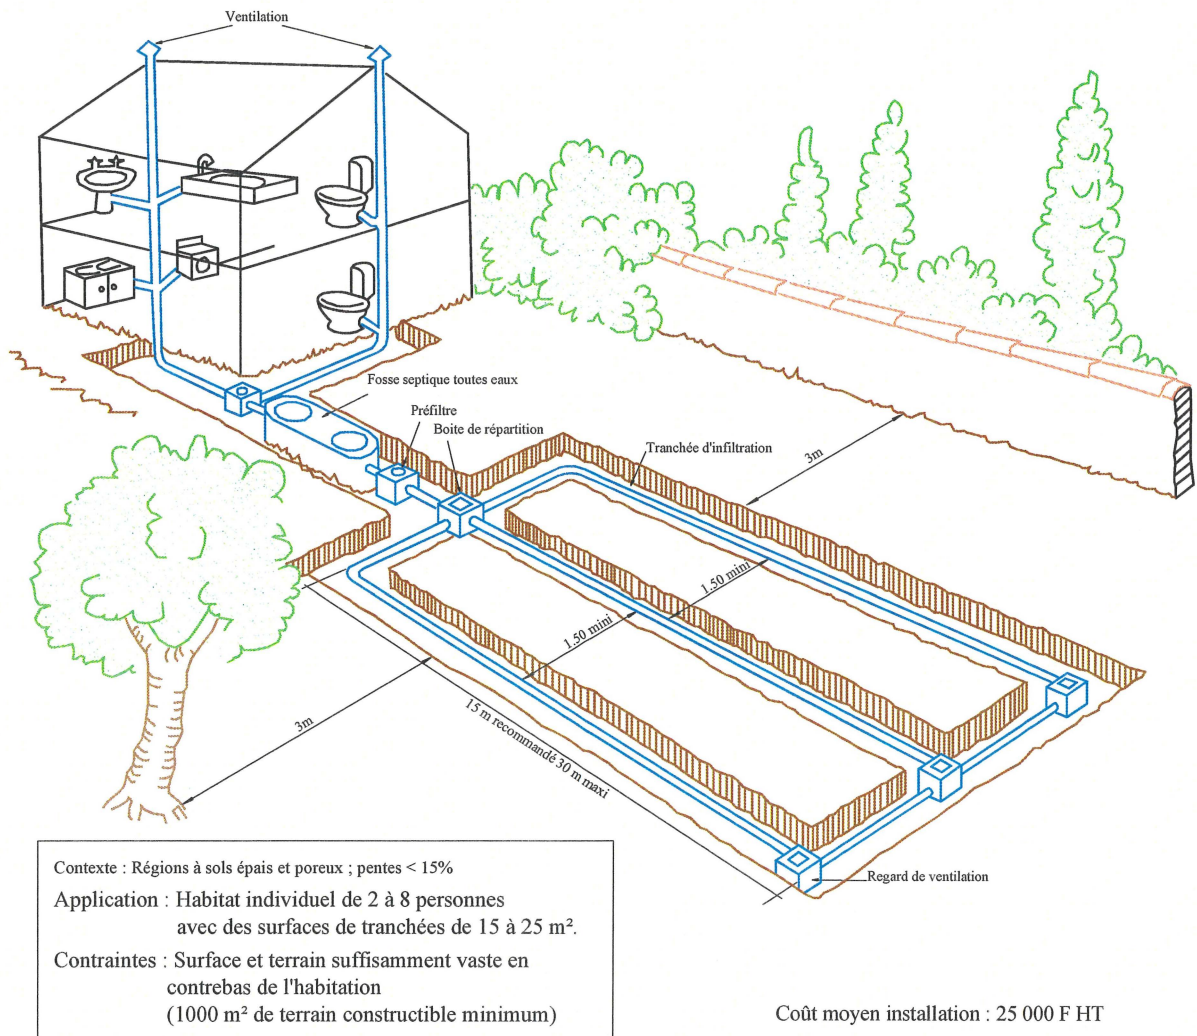 Ventilation
Fosse septique toutes eaux
Préfiltre
Boite de répartition
Tranchée d'infiltration
3m
1.50 mini
1.50 mini
3m
15 m recommandé 30 m maxi
Regard de ventilation
Contexte : Régions à sols épais et poreux ; pentes < 15%
Application : Habitat individuel de 2 à 8 personnes
avec des surfaces de tranchées de 15 à 25 m².
Contraintes : Surface et terrain suffisamment vaste en
contrebas de l'habitation
(1000 m² de terrain constructible minimum)
Coût moyen installation : 25 000 F HT